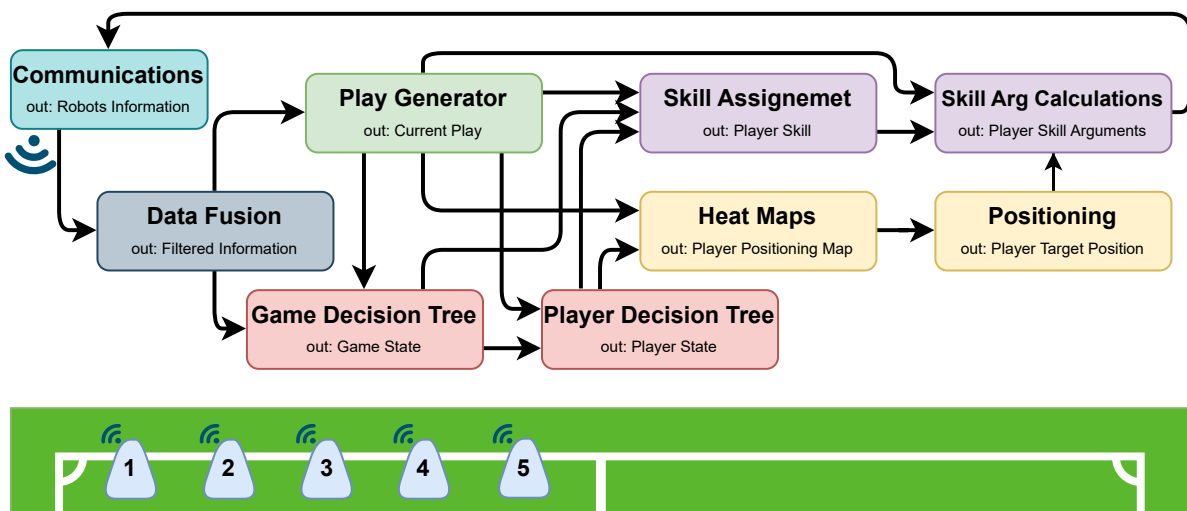 Communications
out: Robots Information
Play Generator
out: Current Play
Skill Assignemet
out: Player Skill
Skill Arg Calculations
out: Player Skill Arguments
Data Fusion
out: Filtered Information
Heat Maps
out: Player Positioning Map
Positioning
out: Player Target Position
Game Decision Tree
out: Game State
Player Decision Tree
out: Player State
1 2 3 4 5